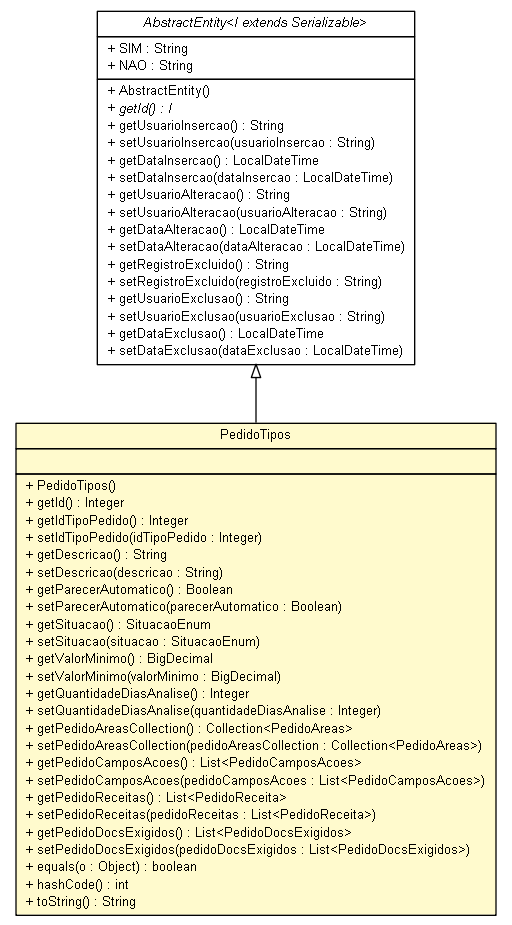 AbstractEntity<I extends Serializable>
+ SIM : String
+ NAO : String
+ AbstractEntity()
+ getId() : I
+ getUsuarioInsercao() : String
+ setUsuarioInsercao(usuarioInsercao : String)
+ getDataInsercao() : LocalDateTime
+ setDataInsercao(dataInsercao : LocalDateTime)
+ getUsuarioAlteracao() : String
+ setUsuarioAlteracao(usuarioAlteracao : String)
+ getDataAlteracao() : LocalDateTime
+ setDataAlteracao(dataAlteracao : LocalDateTime)
+ getRegistroExcluido() : String
+ setRegistroExcluido(registroExcluido : String)
+ getUsuarioExclusao() : String
+ setUsuarioExclusao(usuarioExclusao : String)
+ getDataExclusao() : LocalDateTime
+ setDataExclusao(dataExclusao : LocalDateTime)
PedidoTipos
+ PedidoTipos()
+ getId() : Integer
+ getIdTipoPedido() : Integer
+ setIdTipoPedido(idTipoPedido : Integer)
+ getDescricao() : String
+ setDescricao(descricao : String)
+ getParecerAutomatico() : Boolean
+ setParecerAutomatico(parecerAutomatico : Boolean)
+ getSituacao() : SituacaoEnum
+ setSituacao(situacao : SituacaoEnum)
+ getValorMinimo() : BigDecimal
+ setValorMinimo(valorMinimo : BigDecimal)
+ getQuantidadeDiasAnalise() : Integer
+ setQuantidadeDiasAnalise(quantidadeDiasAnalise : Integer)
+ getPedidoAreasCollection() : Collection<PedidoAreas>
+ setPedidoAreasCollection(pedidoAreasCollection : Collection<PedidoAreas>)
+ getPedidoCamposAcoes() : List<PedidoCamposAcoes>
+ setPedidoCamposAcoes(pedidoCamposAcoes : List<PedidoCamposAcoes>)
+ getPedidoReceitas() : List<PedidoReceita>
+ setPedidoReceitas(pedidoReceitas : List<PedidoReceita>)
+ getPedidoDocsExigidos() : List<PedidoDocsExigidos>
+ setPedidoDocsExigidos(pedidoDocsExigidos : List<PedidoDocsExigidos>)
+ equals(o : Object) : boolean
+ hashCode() : int
+ toString() : String